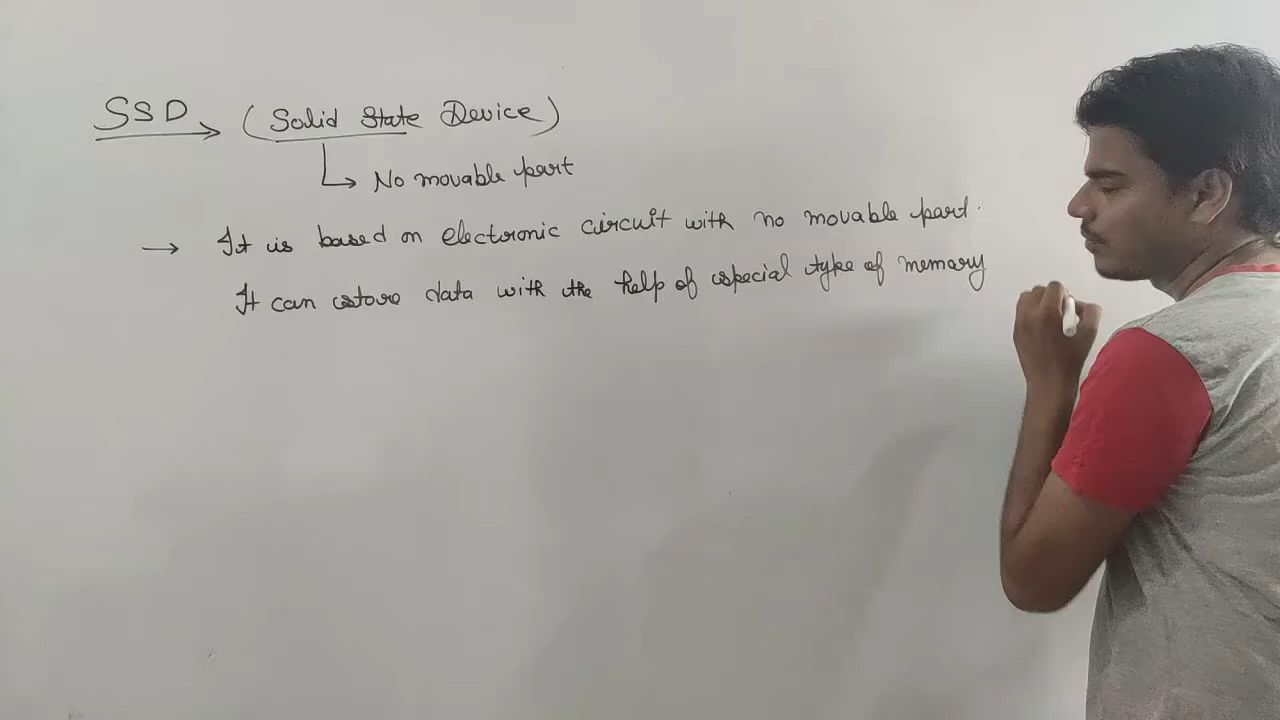 SSD (Solid State Device)
No movable part
It is based on electronic circuit with no movable part.
It can store data with the help of special type of memory